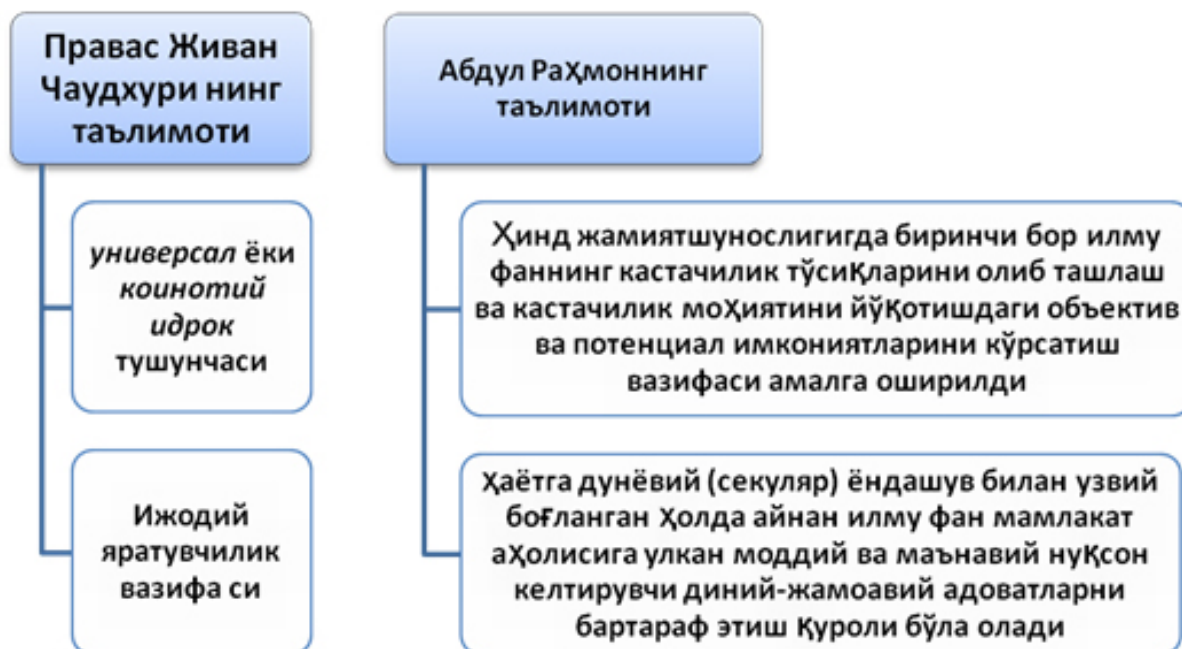 Правас Живан
Чаудхури нинг
таълимоти
универсал ёки
коинотий
идрок
тушунчаси
Ижодий
яратувчилик
вазифа си
Абдул Раҳмоннинг
таълимоти
Ҳинд жамиятшунослигигда биринчи бор илму
фаннинг кастачилик тўсиқларини олиб ташлаш
ва кастачилик моҳиятини йўқотишдаги объектив
ва потенциал имкониятларини кўрсатиш
вазифаси амалга оширилди
Ҳаётга дунёвий (секуляр) ёндашув билан узвий
боғланган ҳолда айнан илму фан мамлакат
аҳолисига улкан моддий ва маънавий нуқсон
келтирувчи диний-жамоавий адоватларни
бартараф этиш қуроли бўла олади